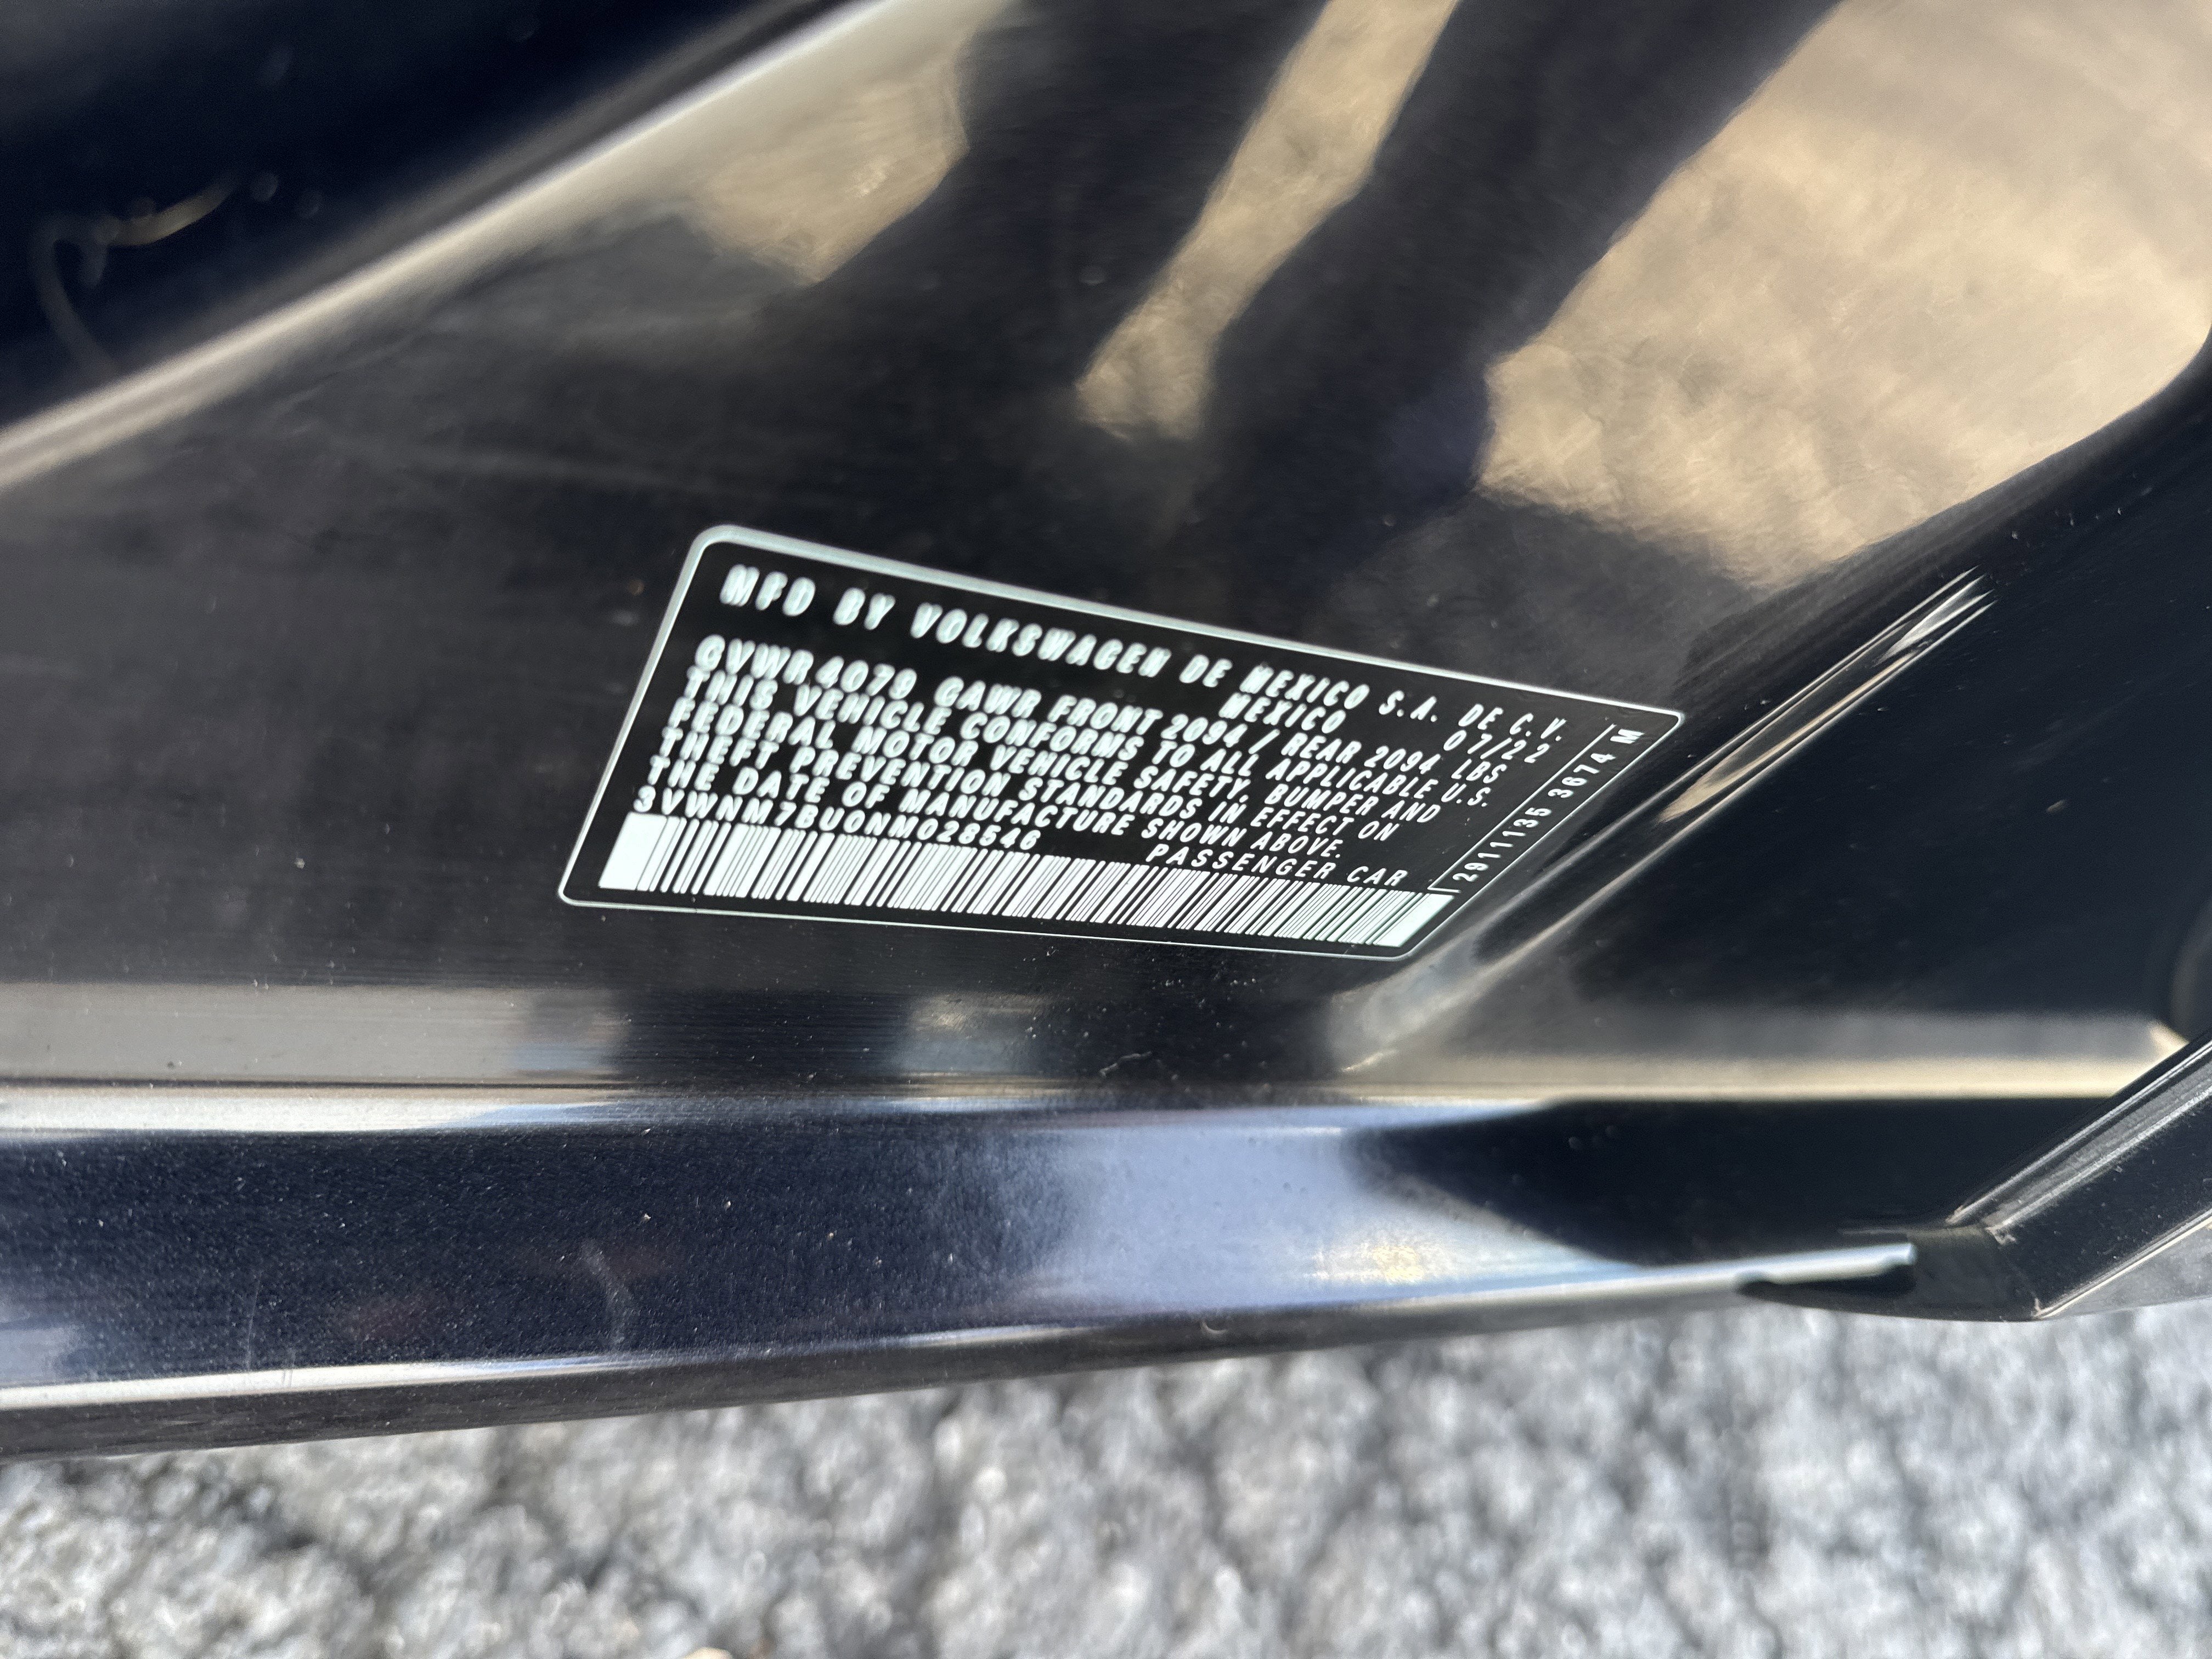 MFD BY VOLKSWAGEN DE MEXICO S.A. DE C.V.
MEXICO 07/22
GVWR 4079 GAWR FRONT 2094 / REAR 2094 LBS
THIS VEHICLE CONFORMS TO ALL APPLICABLE U.S.
FEDERAL MOTOR VEHICLE SAFETY, BUMPER AND
THEFT PREVENTION STANDARDS IN EFFECT ON
THE DATE OF MANUFACTURE SHOWN ABOVE.
3VWNM7BU0NM028546 PASSENGER CAR
2911135 3674 M